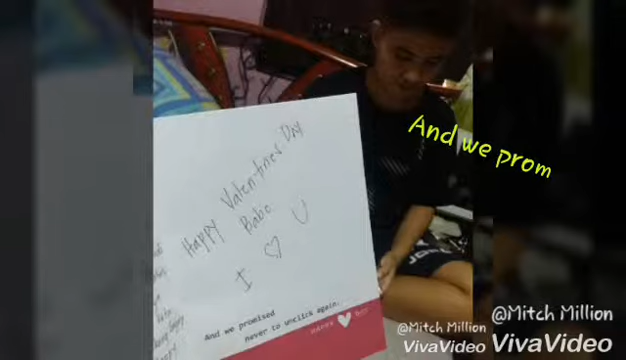 And we prom
Happy Valentines Day
Babe
I ♡ U
And we promised
never to unclick again.
@Mitch Million
VivaVideo
@Mitch Million
VivaVideo